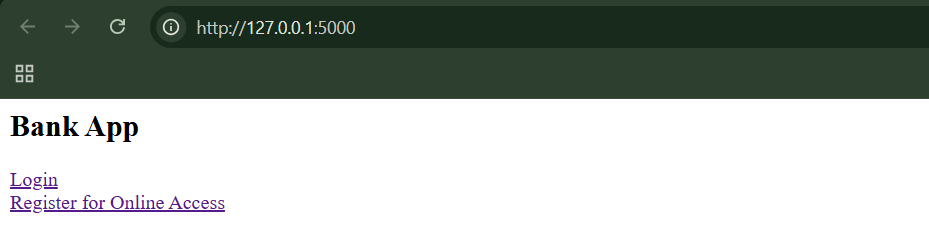 http://127.0.0.1:5000
Bank App
Login
Register for Online Access